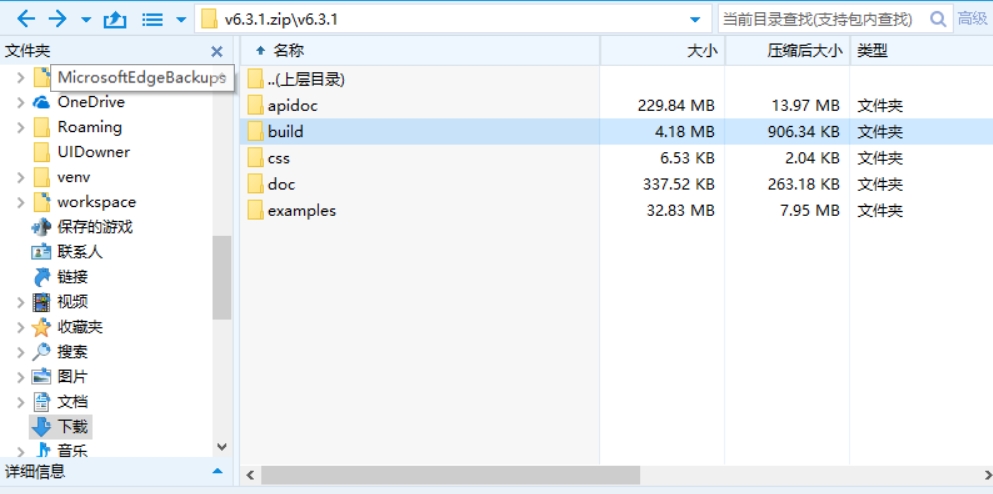 v6.3.1.zip\v6.3.1
当前目录查找(支持包内查找)
高级
文件夹
名称 大小 压缩后大小 类型
MicrosoftEdgeBackups
OneDrive
Roaming
UIDowner
venv
workspace
保存的游戏
联系人
链接
视频
收藏夹
搜索
图片
文档
下载
音乐
详细信息
..(上层目录)
apidoc 229.84 MB 13.97 MB 文件夹
build 4.18 MB 906.34 KB 文件夹
css 6.53 KB 2.04 KB 文件夹
doc 337.52 KB 263.18 KB 文件夹
examples 32.83 MB 7.95 MB 文件夹